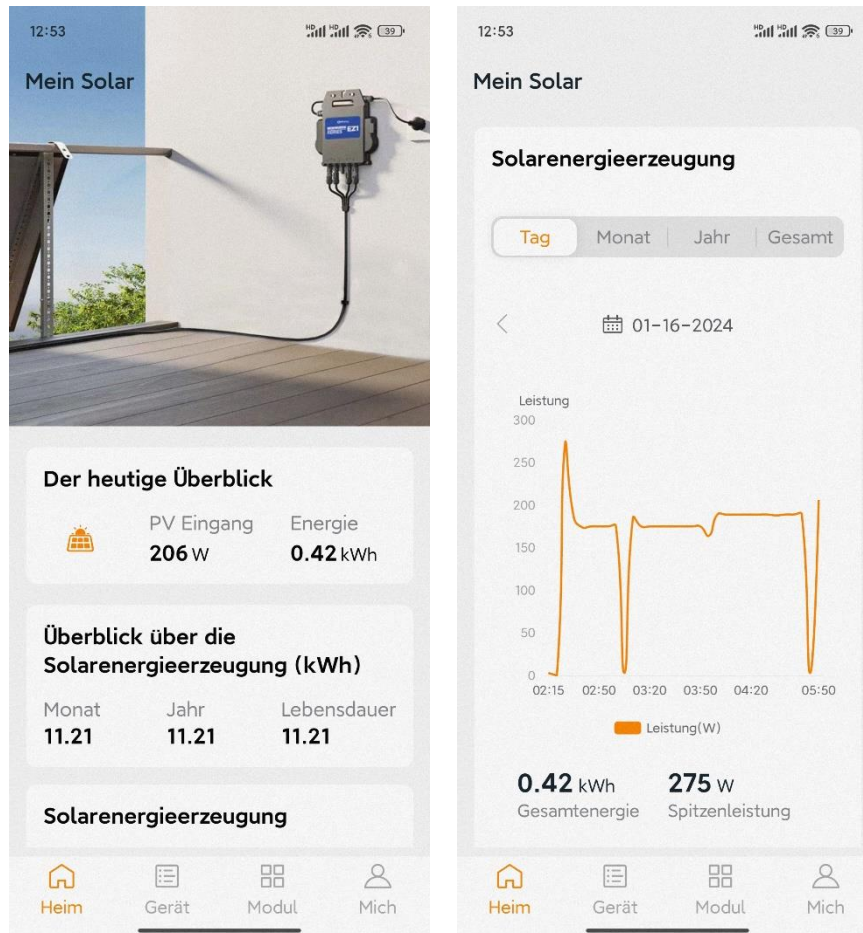 12:53
Mein Solar
EZ1
Der heutige Überblick
PV Eingang
Energie
206 W
0.42 kWh
Überblick über die
Solarenergieerzeugung (kWh)
Monat
Jahr
Lebensdauer
11.21
11.21
11.21
Solarenergieerzeugung
Heim
Gerät
Modul
Mich
12:53
39
Mein Solar
Solarenergieerzeugung
Tag
Monat
Jahr
Gesamt
01-16-2024
Leistung
300
250
200
150
100
50
0
02:15
02:50
03:20
03:50
04:20
05:50
Leistung(W)
0.42 kWh
275 W
Gesamtenergie
Spitzenleistung
Heim
Gerät
Modul
Mich